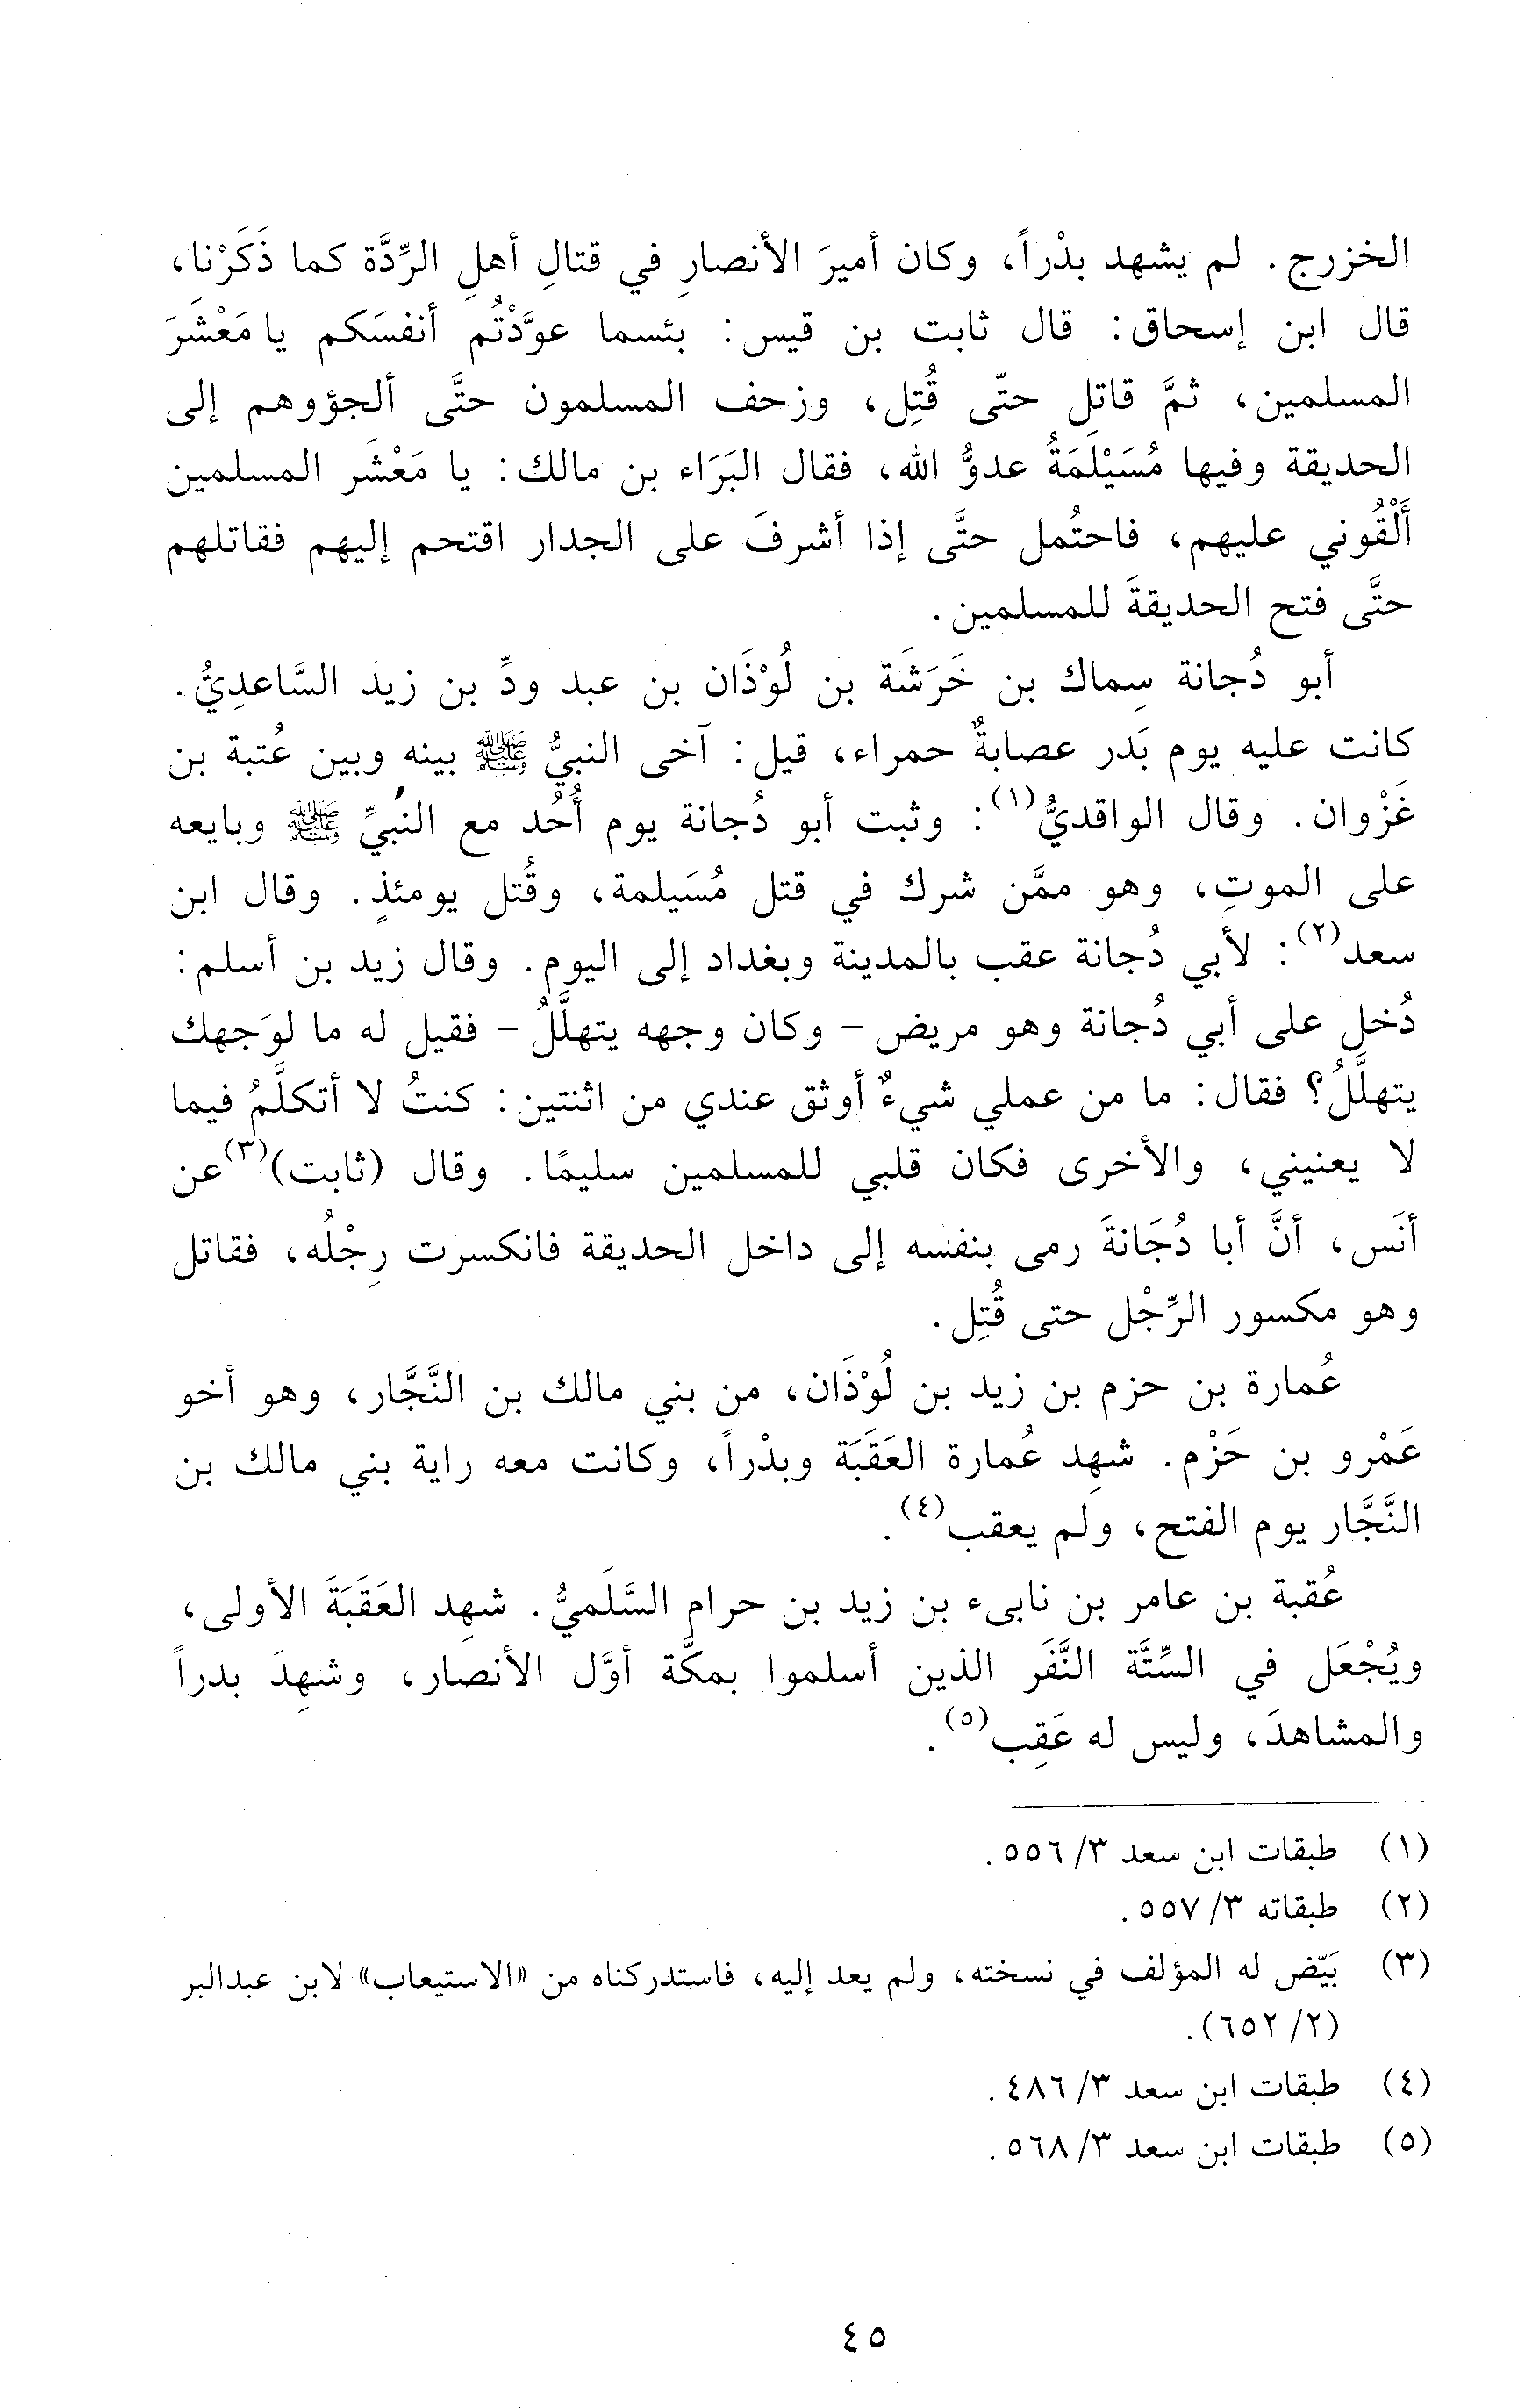 الخزرج. لم يشهد بدْراً، وكان أميرَ الأنصارِ في قتالِ أهلِ الرِّدَّة كما ذَكَرْنا،
قال ابن إسحاق: قال ثابت بن قيس: بئسما عوَّدْتُم أنفسَكم يا مَعْشَرَ
المسلمين، ثمَّ قاتل حتّى قُتِل، وزحف المسلمون حتَّى ألجؤوهم إلى
الحديقة وفيها مُسَيْلَمَةُ عدوُّ الله، فقال البَرَاء بن مالك: يا مَعْشَر المسلمين
أَلْقُوني عليهم، فاحتُمل حتَّى إذا أشرفَ على الجدار اقتحم إليهم فقاتلهم
حتَّى فتح الحديقةَ للمسلمين.
أبو دُجانة سِماك بن خَرَشَة بن لُوْذَان بن عبد ودِّ بن زيد السَّاعدِيُّ.
كانت عليه يوم بَدر عصابةٌ حمراء، قيل: آخى النبيُّ ﷺ بينه وبين عُتبة بن
غَزْوان. وقال الواقديُّ(١): وثبت أبو دُجانة يوم أُحُد مع النَّبيِّ ﷺ وبايعه
على الموتِ، وهو ممَّن شرك في قتل مُسَيلمة، وقُتل يومئذٍ. وقال ابن
سعد(٢): لأبي دُجانة عقب بالمدينة وبغداد إلى اليوم. وقال زيد بن أسلم:
دُخل على أبي دُجانة وهو مريض - وكان وجهه يتهلَّلُ - فقيل له ما لوَجهك
يتهلَّلُ؟ فقال: ما من عملي شيءٌ أوثق عندي من اثنتين: كنتُ لا أتكلَّمُ فيما
لا يعنيني، والأخرى فكان قلبي للمسلمين سليمًا. وقال (ثابت)(٣) عن
أنَس، أنَّ أبا دُجَانةَ رمى بنفسه إلى داخل الحديقة فانكسرت رِجْلُه، فقاتل
وهو مكسور الرِّجْل حتى قُتِل.
عُمارة بن حزم بن زيد بن لُوْذَان، من بني مالك بن النَّجَّار، وهو أخو
عَمْرو بن حَزْم. شهِد عُمارة العَقَبَة وبدْراً، وكانت معه راية بني مالك بن
النَّجَّار يوم الفتح، ولم يعقب(٤).
عُقبة بن عامر بن نابىء بن زيد بن حرام السَّلَميُّ. شهِد العَقَبَةَ الأولى،
ويُجْعَل في السِّتَّة النَّفَر الذين أسلموا بمكَّة أوَّل الأنصار، وشهِدَ بدراً
والمشاهدَ، وليس له عَقِب(٥).
(١) طبقات ابن سعد ٣/ ٥٥٦.
(٢) طبقاته ٣/ ٥٥٧.
(٣) بَيّض له المؤلف في نسخته، ولم يعد إليه، فاستدركناه من «الاستيعاب» لابن عبدالبر
(٢/ ٦٥٢).
(٤) طبقات ابن سعد ٣/ ٤٨٦.
(٥) طبقات ابن سعد ٣/ ٥٦٨.
٤٥